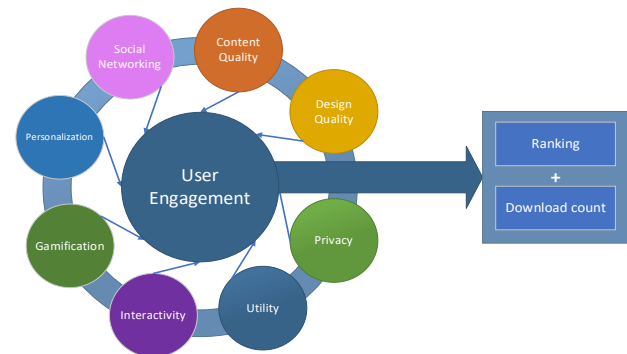 Social
Networking
Content
Quality
Design
Quality
Personalization
User
Engagement
Ranking
+
Download count
Gamification
Privacy
Interactivity
Utility